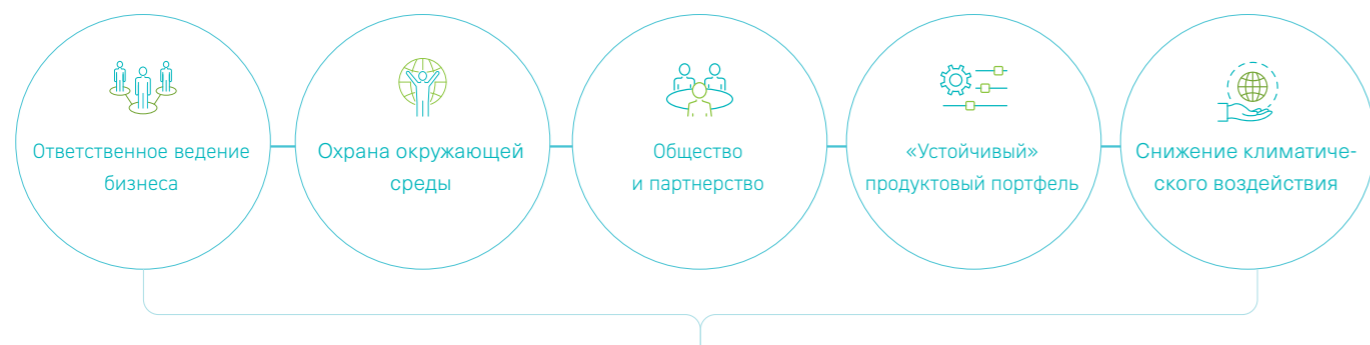 Ответственное ведение
бизнеса
Охрана окружающей
среды
Общество
и партнерство
«Устойчивый»
продуктовый портфель
Снижение климатиче-
ского воздействия